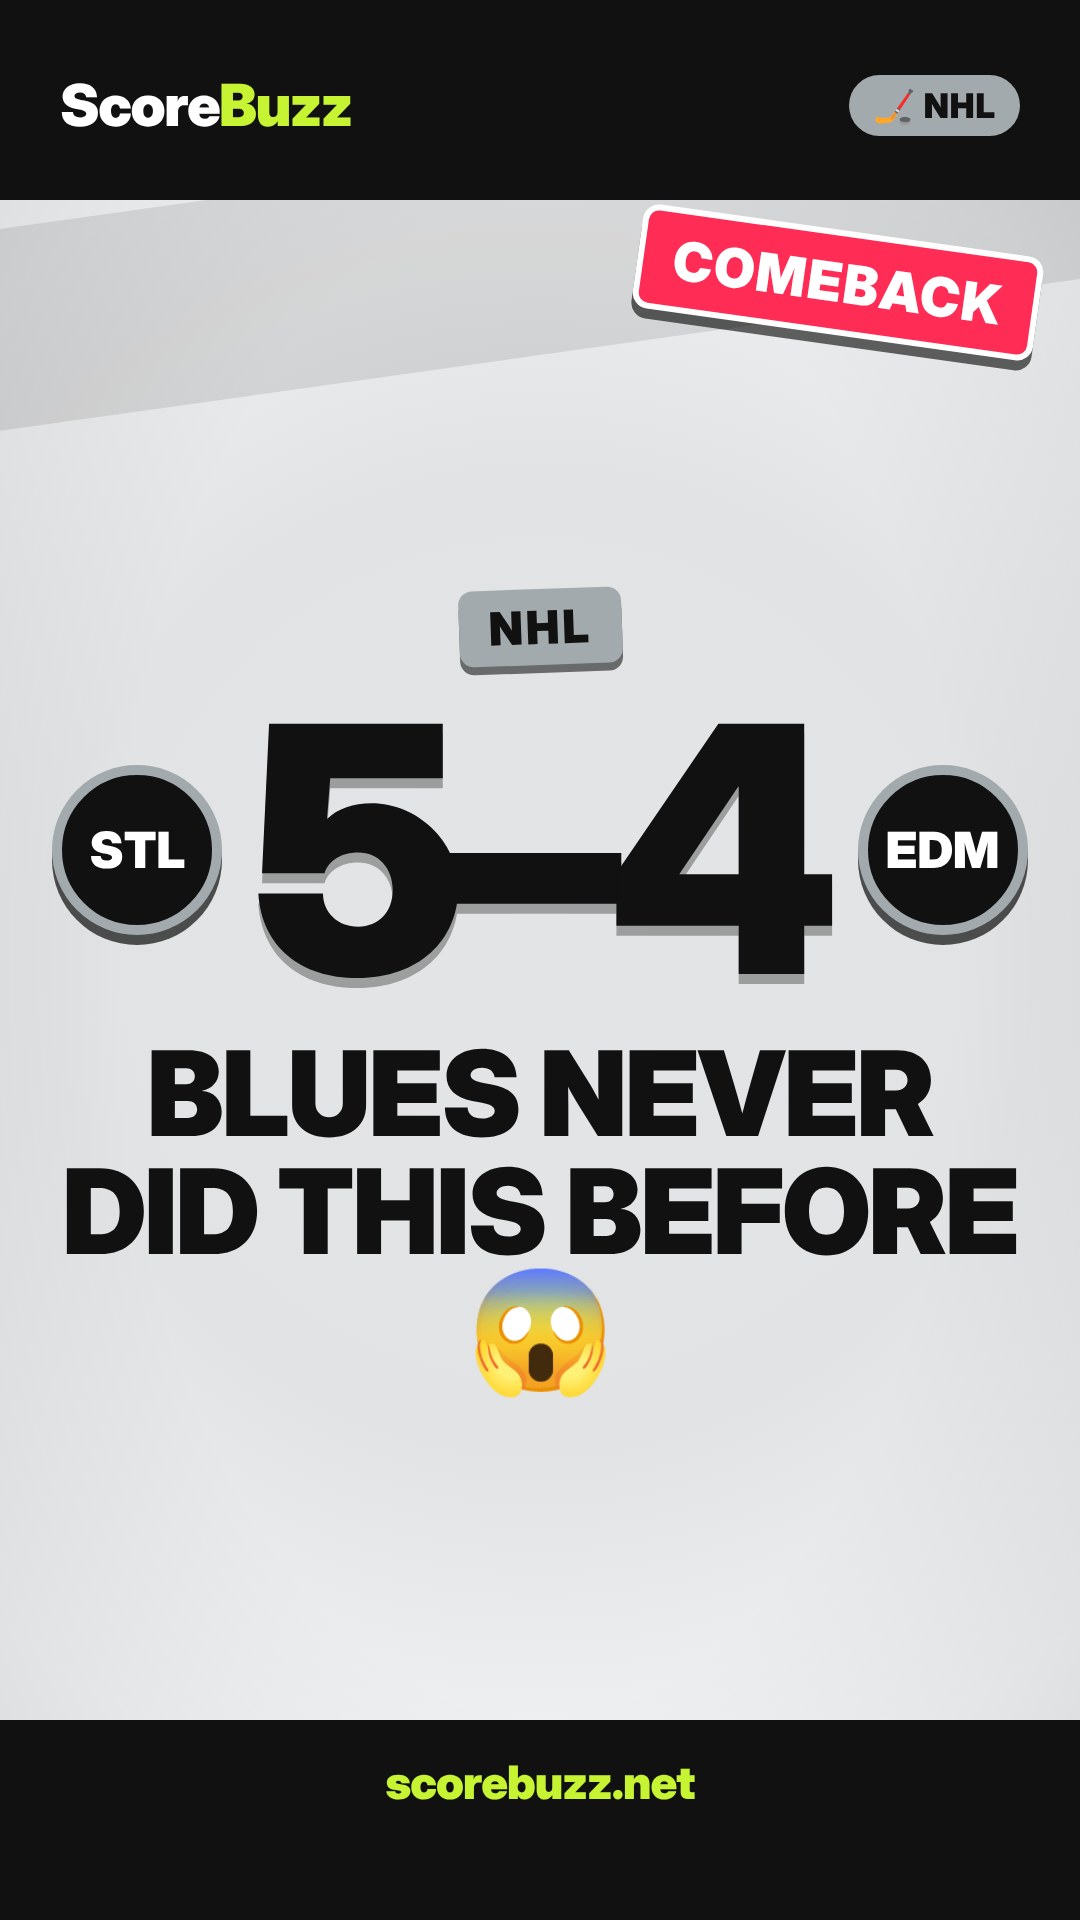 ScoreBuzz
🏒 NHL
COMEBACK
NHL
STL 5–4 EDM
BLUES NEVER
DID THIS BEFORE
😱
scorebuzz.net